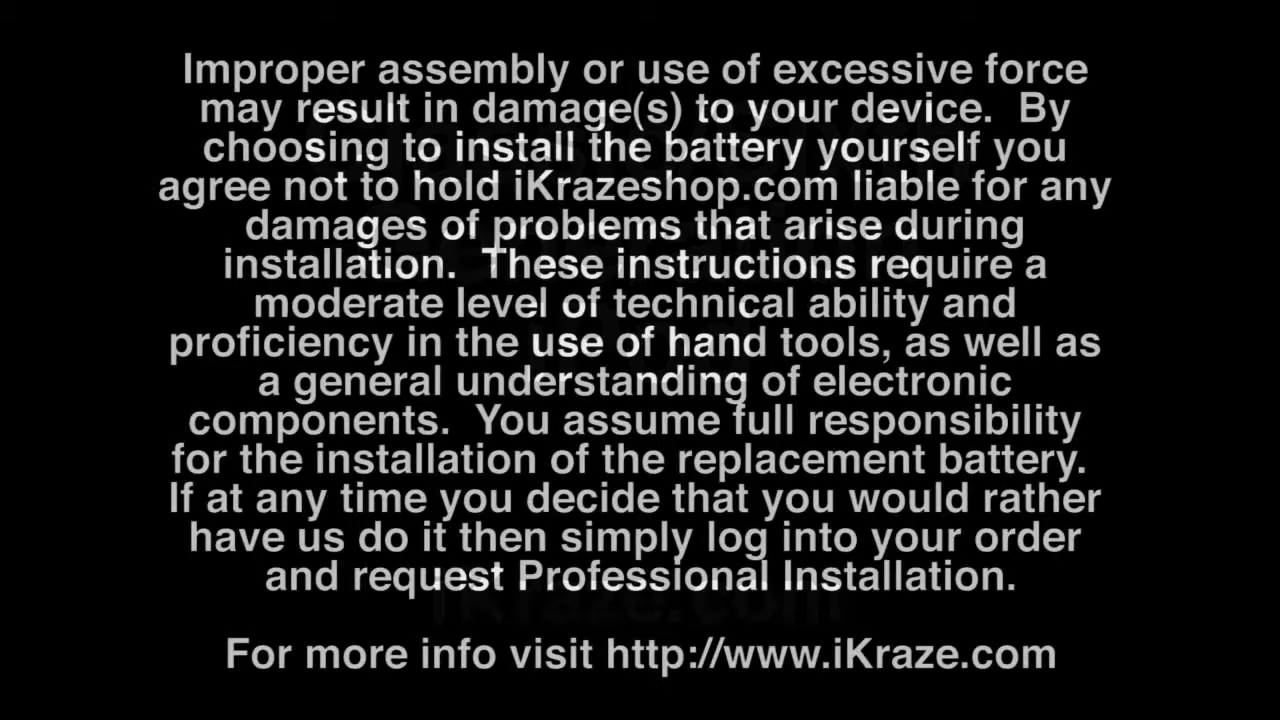 Improper assembly or use of excessive force
may result in damage(s) to your device.  By
choosing to install the battery yourself you
agree not to hold iKrazeshop.com liable for any
damages of problems that arise during
installation.  These instructions require a
moderate level of technical ability and
proficiency in the use of hand tools, as well as
a general understanding of electronic
components.  You assume full responsibility
for the installation of the replacement battery.
If at any time you decide that you would rather
have us do it then simply log into your order
and request Professional Installation.
iKraze.com
For more info visit http://www.iKraze.com